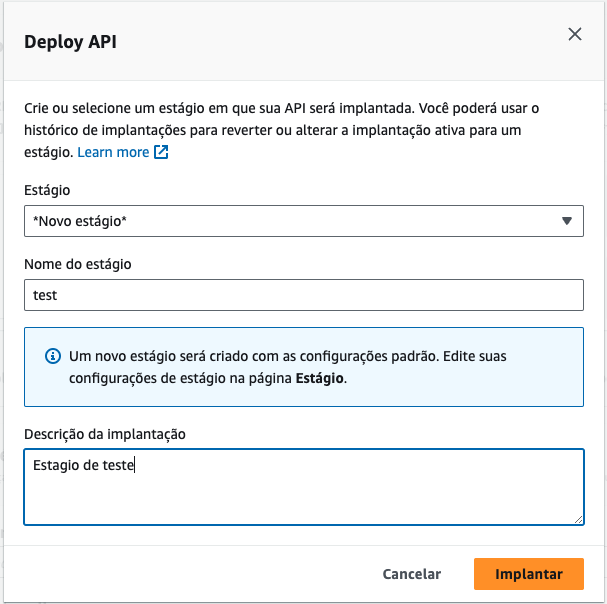 Deploy API
Crie ou selecione um estágio em que sua API será implantada. Você poderá usar o
histórico de implantações para reverter ou alterar a implantação ativa para um
estágio. Learn more
Estágio
*Novo estágio*
Nome do estágio
test
Um novo estágio será criado com as configurações padrão. Edite suas
configurações de estágio na página Estágio.
Descrição da implantação
Estagio de teste
Cancelar
Implantar